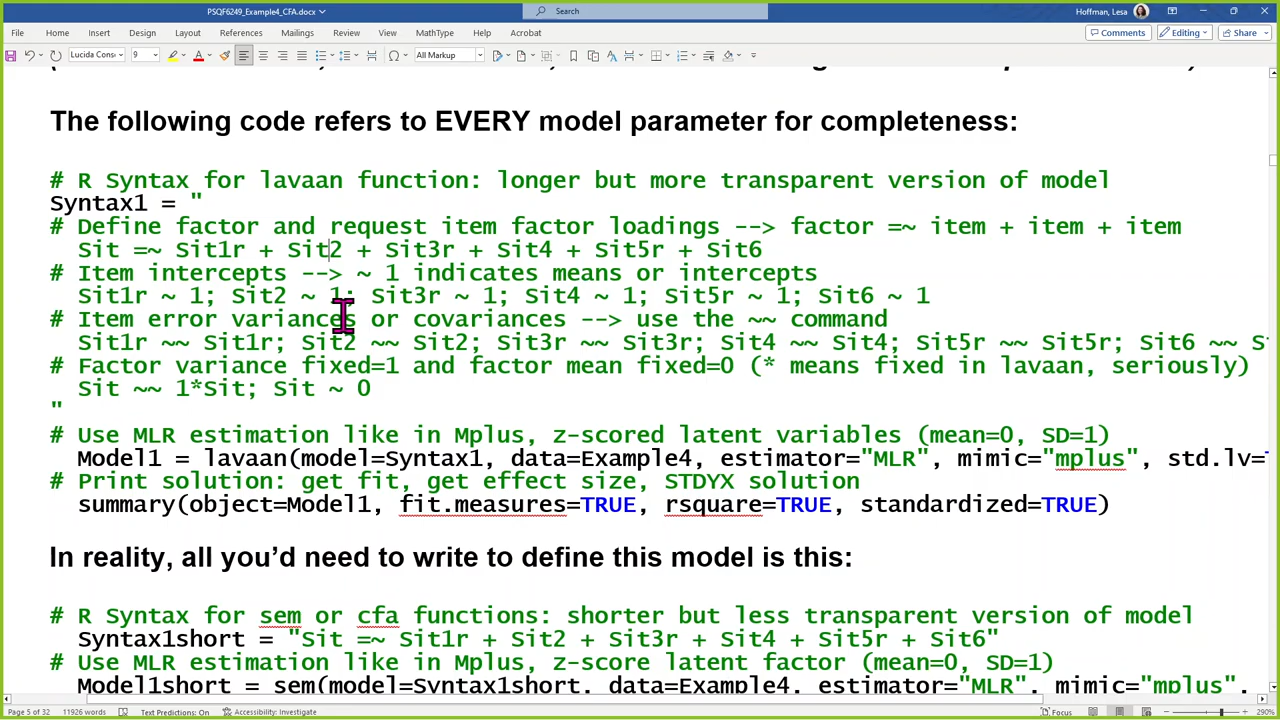 PSQF6249_Example4_CFA.docx
Search
Hoffman, Lesa
File Home Insert Draw Design Layout References Mailings Review View MathType Help Acrobat
Comments Editing Share
Lucida Cons 9 All Markup
The following code refers to EVERY model parameter for completeness:
# R Syntax for lavaan function: longer but more transparent version of model
Syntax1 = "
# Define factor and request item factor loadings --> factor =~ item + item + item
Sit =~ Sit1r + Sit2 + Sit3r + Sit4 + Sit5r + Sit6
# Item intercepts --> ~ 1 indicates means or intercepts
Sit1r ~ 1; Sit2 ~ 1; Sit3r ~ 1; Sit4 ~ 1; Sit5r ~ 1; Sit6 ~ 1
# Item error variances or covariances --> use the ~~ command
Sit1r ~~ Sit1r; Sit2 ~~ Sit2; Sit3r ~~ Sit3r; Sit4 ~~ Sit4; Sit5r ~~ Sit5r; Sit6 ~~ S
# Factor variance fixed=1 and factor mean fixed=0 (* means fixed in lavaan, seriously)
Sit ~~ 1*Sit; Sit ~ 0
"
# Use MLR estimation like in Mplus, z-scored latent variables (mean=0, SD=1)
Model1 = lavaan(model=Syntax1, data=Example4, estimator="MLR", mimic="mplus", std.lv=
# Print solution: get fit, get effect size, STDYX solution
summary(object=Model1, fit.measures=TRUE, rsquare=TRUE, standardized=TRUE)
In reality, all you’d need to write to define this model is this:
# R Syntax for sem or cfa functions: shorter but less transparent version of model
Syntax1short = "Sit =~ Sit1r + Sit2 + Sit3r + Sit4 + Sit5r + Sit6"
# Use MLR estimation like in Mplus, z-score latent factor (mean=0, SD=1)
Model1short = sem(model=Syntax1short, data=Example4, estimator="MLR", mimic="mplus",
Page 5 of 32 11926 words Text Predictions: On Accessibility: Investigate Focus 290%